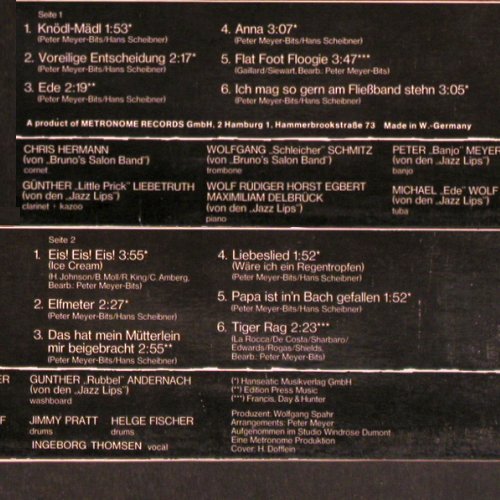 Seite 1
1. Knödl-Mädl 1:53*
(Peter Meyer-Bits/Hans Scheibner)
2. Voreilige Entscheidung 2:17*
(Peter Meyer-Bits/Hans Scheibner)
3. Ede 2:19**
(Peter Meyer-Bits/Hans Scheibner)
4. Anna 3:07*
(Peter Meyer-Bits/Hans Scheibner)
5. Flat Foot Floogie 3:47***
(Gaillard/Siewart, Bearb.: Peter Meyer-Bits)
6. Ich mag so gern am Fließband stehn 3:05*
(Peter Meyer-Bits/Hans Scheibner)
A product of METRONOME RECORDS GmbH, 2 Hamburg 1, Hammerbrookstraße 73 Made in W.-Germany
CHRIS HERMANN
(von „Bruno's Salon Band")
cornet
GÜNTHER „Little Prick" LIEBETRUTH
(von den „Jazz Lips")
clarinet + kazoo
WOLFGANG „Schleicher" SCHMITZ
(von „Bruno's Salon Band")
trombone
WOLF RÜDIGER HORST EGBERT
MAXIMILIAN DELBRÜCK
(von den „Jazz Lips")
piano
PETER „Banjo" MEYER
(von den „Jazz Lips")
banjo
MICHAEL „Ede" WOLF
(von den „Jazz Lips")
tuba
Seite 2
1. Eis! Eis! Eis! 3:55*
(Ice Cream)
(H. Johnson/B. Moll/R. King/C. Amberg,
Bearb.: Peter Meyer-Bits)
2. Elfmeter 2:27*
(Peter Meyer-Bits/Hans Scheibner)
3. Das hat mein Mütterlein
mir beigebracht 2:55**
(Peter Meyer-Bits/Hans Scheibner)
4. Liebeslied 1:52*
(Wäre ich ein Regentropfen)
(Peter Meyer-Bits/Hans Scheibner)
5. Papa ist in'n Bach gefallen 1:52*
(Peter Meyer-Bits/Hans Scheibner)
6. Tiger Rag 2:23***
(La Rocca/De Costa/Sharbaro/
Edwards/Rogas/Shields,
Bearb.: Peter Meyer-Bits)
ER
GUNTHER „Rubbel" ANDERNACH
(von den „Jazz Lips")
washboard
F
JIMMY PRATT HELGE FISCHER
drums drums
INGEBORG THOMSEN vocal
(*) Hanseatic Musikverlag GmbH
(**) Edition Press Music
(***) Francis, Day & Hunter
Produzent: Wolfgang Spahr
Arrangements: Peter Meyer
Aufgenommen im Studio Windrose Dumont
Eine Metronome Produktion
Cover: H. Dofflein